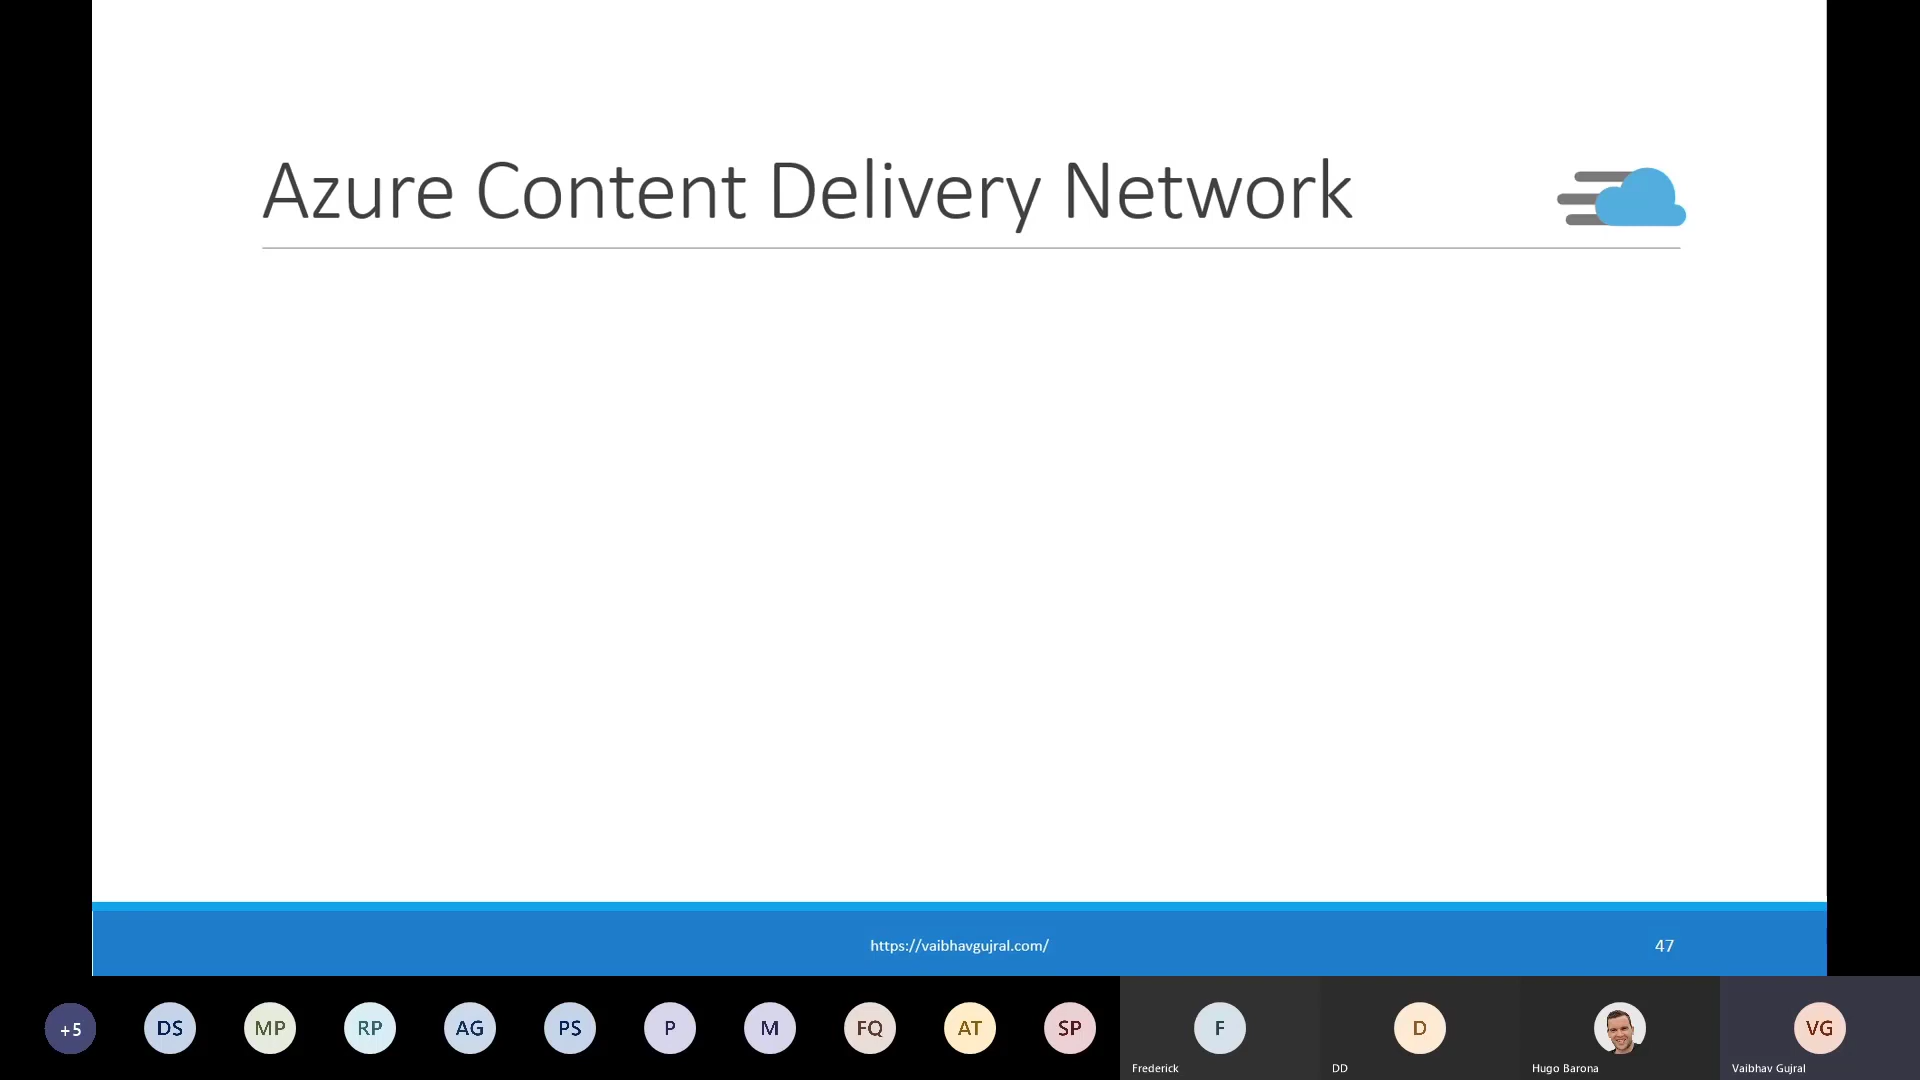 Azure Content Delivery Network
https://vaibhavgujral.com/
47
+5
DS
MP
RP
AG
PS
P
M
FQ
AT
SP
F
Frederick
D
DD
Hugo Barona
VG
Vaibhav Gujral